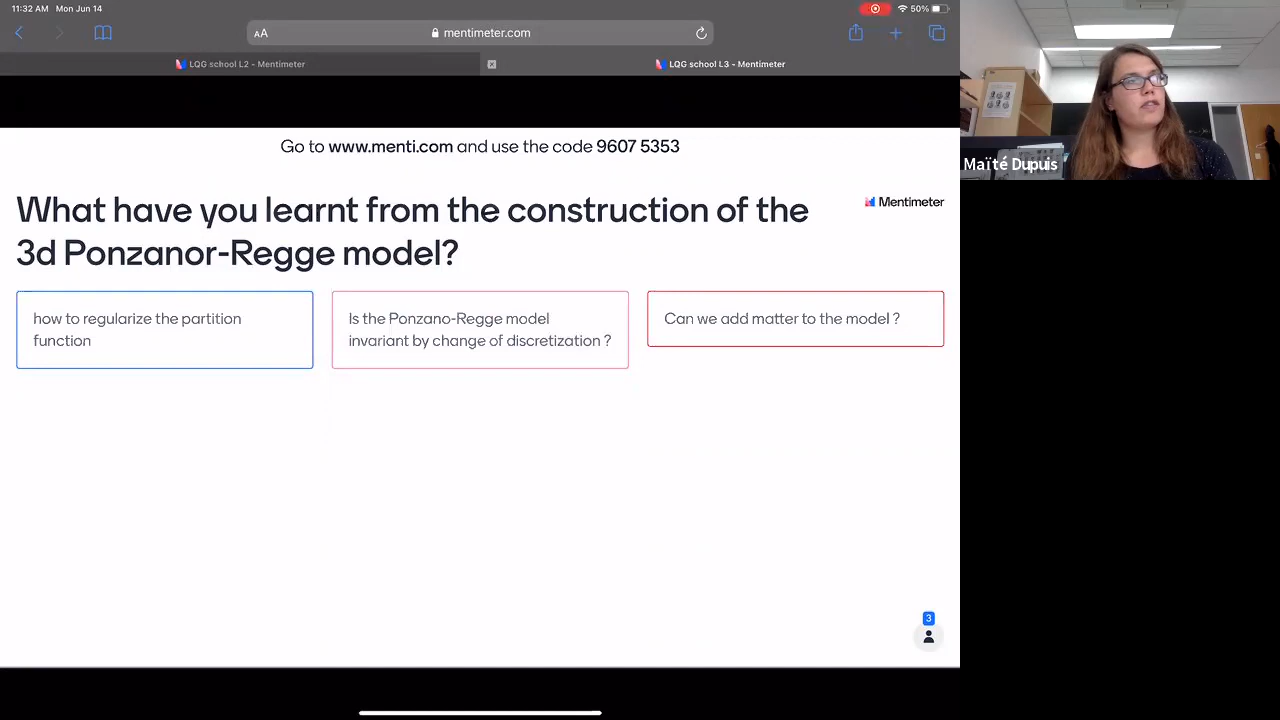 11:32 AM Mon Jun 14
50%
AA
mentimeter.com
LQG school L2 - Mentimeter
LQG school L3 - Mentimeter
Go to www.menti.com and use the code 9607 5353
What have you learnt from the construction of the
3d Ponzanor-Regge model?
Mentimeter
how to regularize the partition
function
Is the Ponzano-Regge model
invariant by change of discretization ?
Can we add matter to the model ?
3
Maïté Dupuis